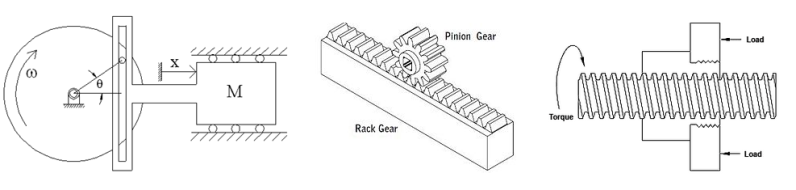 ω
θ
x
M
Pinion Gear
Rack Gear
Torque
Load
Load